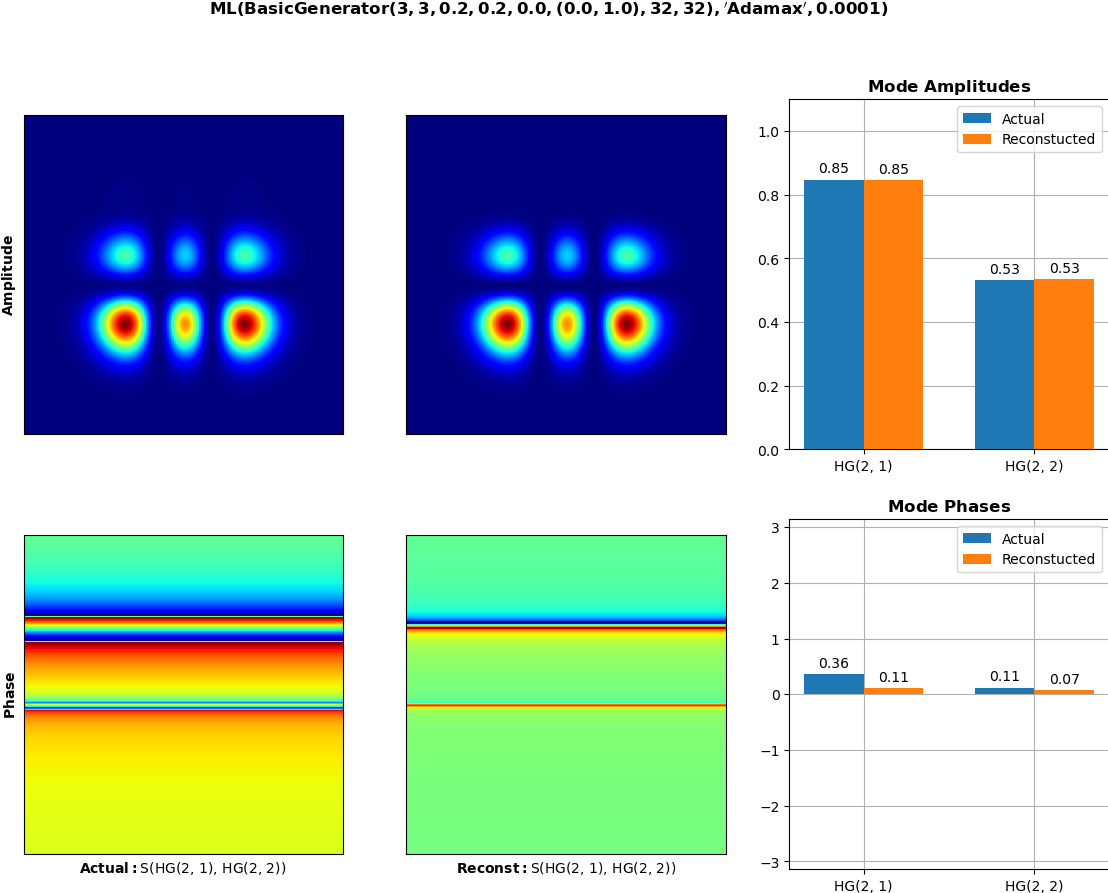 ML(BasicGenerator(3, 3, 0.2, 0.2, 0.0, (0.0, 1.0), 32, 32), ′Adamax′, 0.0001)
Amplitude
Mode Amplitudes
Actual
Reconstucted
1.0
0.8
0.6
0.4
0.2
0.0
0.85
0.85
0.53
0.53
HG(2, 1)
HG(2, 2)
Phase
Actual: S(HG(2, 1), HG(2, 2))
Reconst: S(HG(2, 1), HG(2, 2))
Mode Phases
Actual
Reconstucted
3
2
1
0
−1
−2
−3
0.36
0.11
0.11
0.07
HG(2, 1)
HG(2, 2)